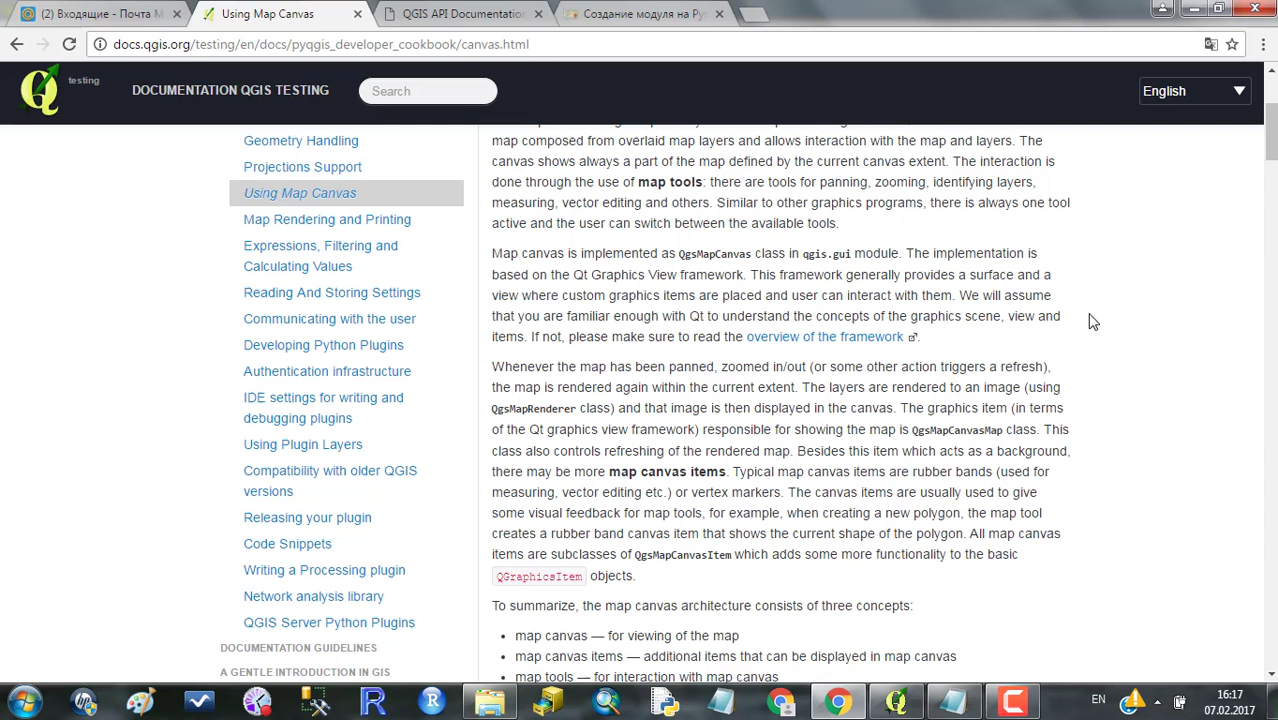 (2) Входящие - Почта M
Using Map Canvas
QGIS API Documentation
Создание модуля на Py
docs.qgis.org/testing/en/docs/pyqgis_developer_cookbook/canvas.html
testing
DOCUMENTATION QGIS TESTING
Search
English
Geometry Handling
Projections Support
Using Map Canvas
Map Rendering and Printing
Expressions, Filtering and
Calculating Values
Reading And Storing Settings
Communicating with the user
Developing Python Plugins
Authentication infrastructure
IDE settings for writing and
debugging plugins
Using Plugin Layers
Compatibility with older QGIS
versions
Releasing your plugin
Code Snippets
Writing a Processing plugin
Network analysis library
QGIS Server Python Plugins
DOCUMENTATION GUIDELINES
A GENTLE INTRODUCTION IN GIS
map composed from overlaid map layers and allows interaction with the map and layers. The
canvas shows always a part of the map defined by the current canvas extent. The interaction is
done through the use of map tools: there are tools for panning, zooming, identifying layers,
measuring, vector editing and others. Similar to other graphics programs, there is always one tool
active and the user can switch between the available tools.
Map canvas is implemented as QgsMapCanvas class in qgis.gui module. The implementation is
based on the Qt Graphics View framework. This framework generally provides a surface and a
view where custom graphics items are placed and user can interact with them. We will assume
that you are familiar enough with Qt to understand the concepts of the graphics scene, view and
items. If not, please make sure to read the overview of the framework.
Whenever the map has been panned, zoomed in/out (or some other action triggers a refresh),
the map is rendered again within the current extent. The layers are rendered to an image (using
QgsMapRenderer class) and that image is then displayed in the canvas. The graphics item (in terms
of the Qt graphics view framework) responsible for showing the map is QgsMapCanvasMap class. This
class also controls refreshing of the rendered map. Besides this item which acts as a background,
there may be more map canvas items. Typical map canvas items are rubber bands (used for
measuring, vector editing etc.) or vertex markers. The canvas items are usually used to give
some visual feedback for map tools, for example, when creating a new polygon, the map tool
creates a rubber band canvas item that shows the current shape of the polygon. All map canvas
items are subclasses of QgsMapCanvasItem which adds some more functionality to the basic
QGraphicsItem objects.
To summarize, the map canvas architecture consists of three concepts:
• map canvas — for viewing of the map
• map canvas items — additional items that can be displayed in map canvas
• map tools — for interaction with map canvas
EN
16:17
07.02.2017